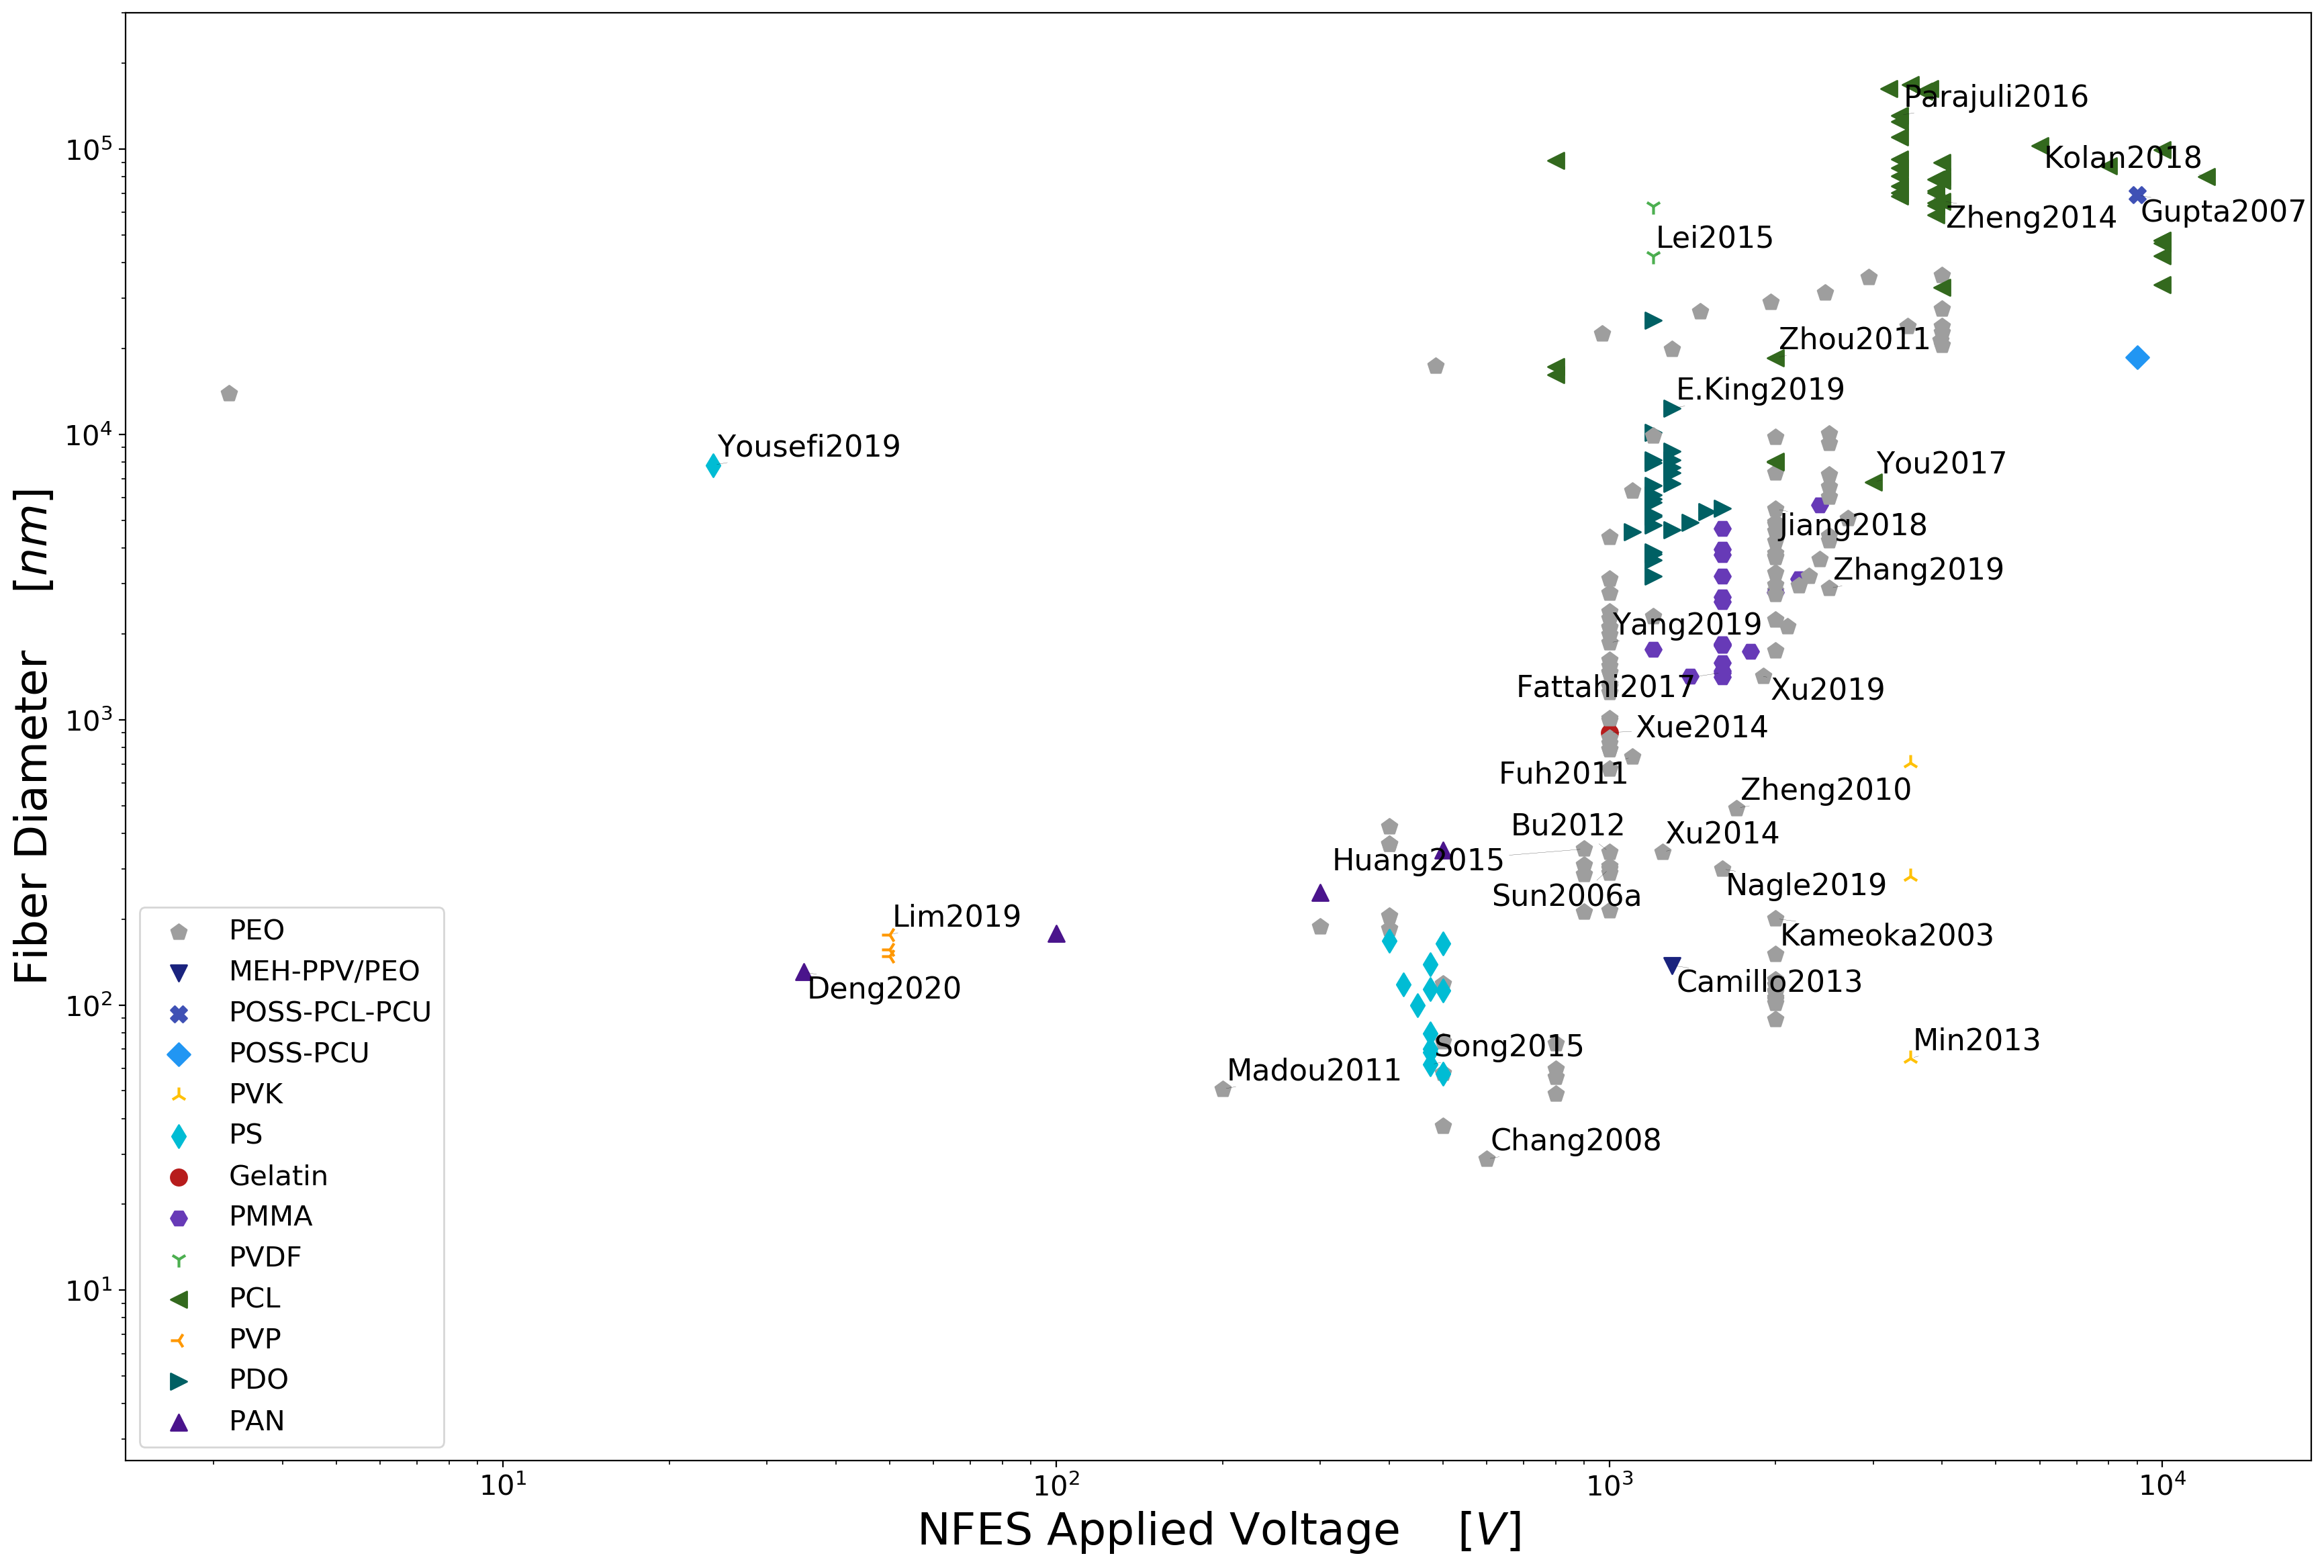 Parajuli2016
10⁵
Kolan2018
Gupta2007
Zheng2014
Lei2015
Zhou2011
E.King2019
10⁴
Yousefi2019
You2017
Jiang2018
Zhang2019
Yang2019
Fattahi2017
Xu2019
10³
Xue2014
Fuh2011
Zheng2010
Bu2012
Xu2014
Huang2015
Nagle2019
Sun2006a
Lim2019
Kameoka2003
Camillo2013
Deng2020
10²
Min2013
Song2015
Madou2011
Chang2008
10¹
Fiber Diameter [nm]
PEO
MEH-PPV/PEO
POSS-PCL-PCU
POSS-PCU
PVK
PS
Gelatin
PMMA
PVDF
PCL
PVP
PDO
PAN
10¹ 10² 10³ 10⁴
NFES Applied Voltage [V]